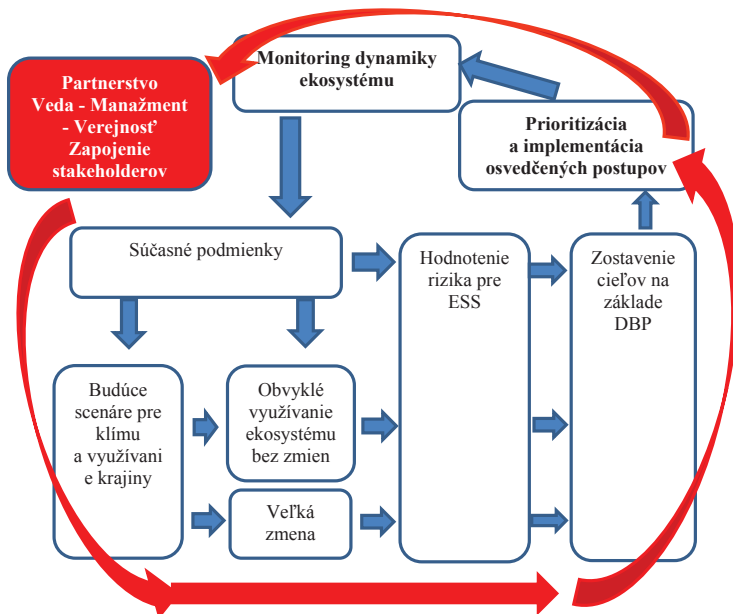 Partnerstvo
Veda - Manažment
- Verejnosť
Zapojenie
stakeholderov
Monitoring dynamiky
ekosystému
Prioritizácia
a implementácia
osvedčených postupov
Súčasné podmienky
Hodnotenie
rizika pre
ESS
Zostavenie
cieľov na
základe
DBP
Budúce
scenáre pre
klímu
a využívani
e krajiny
Obvyklé
využívanie
ekosystému
bez zmien
Veľká
zmena